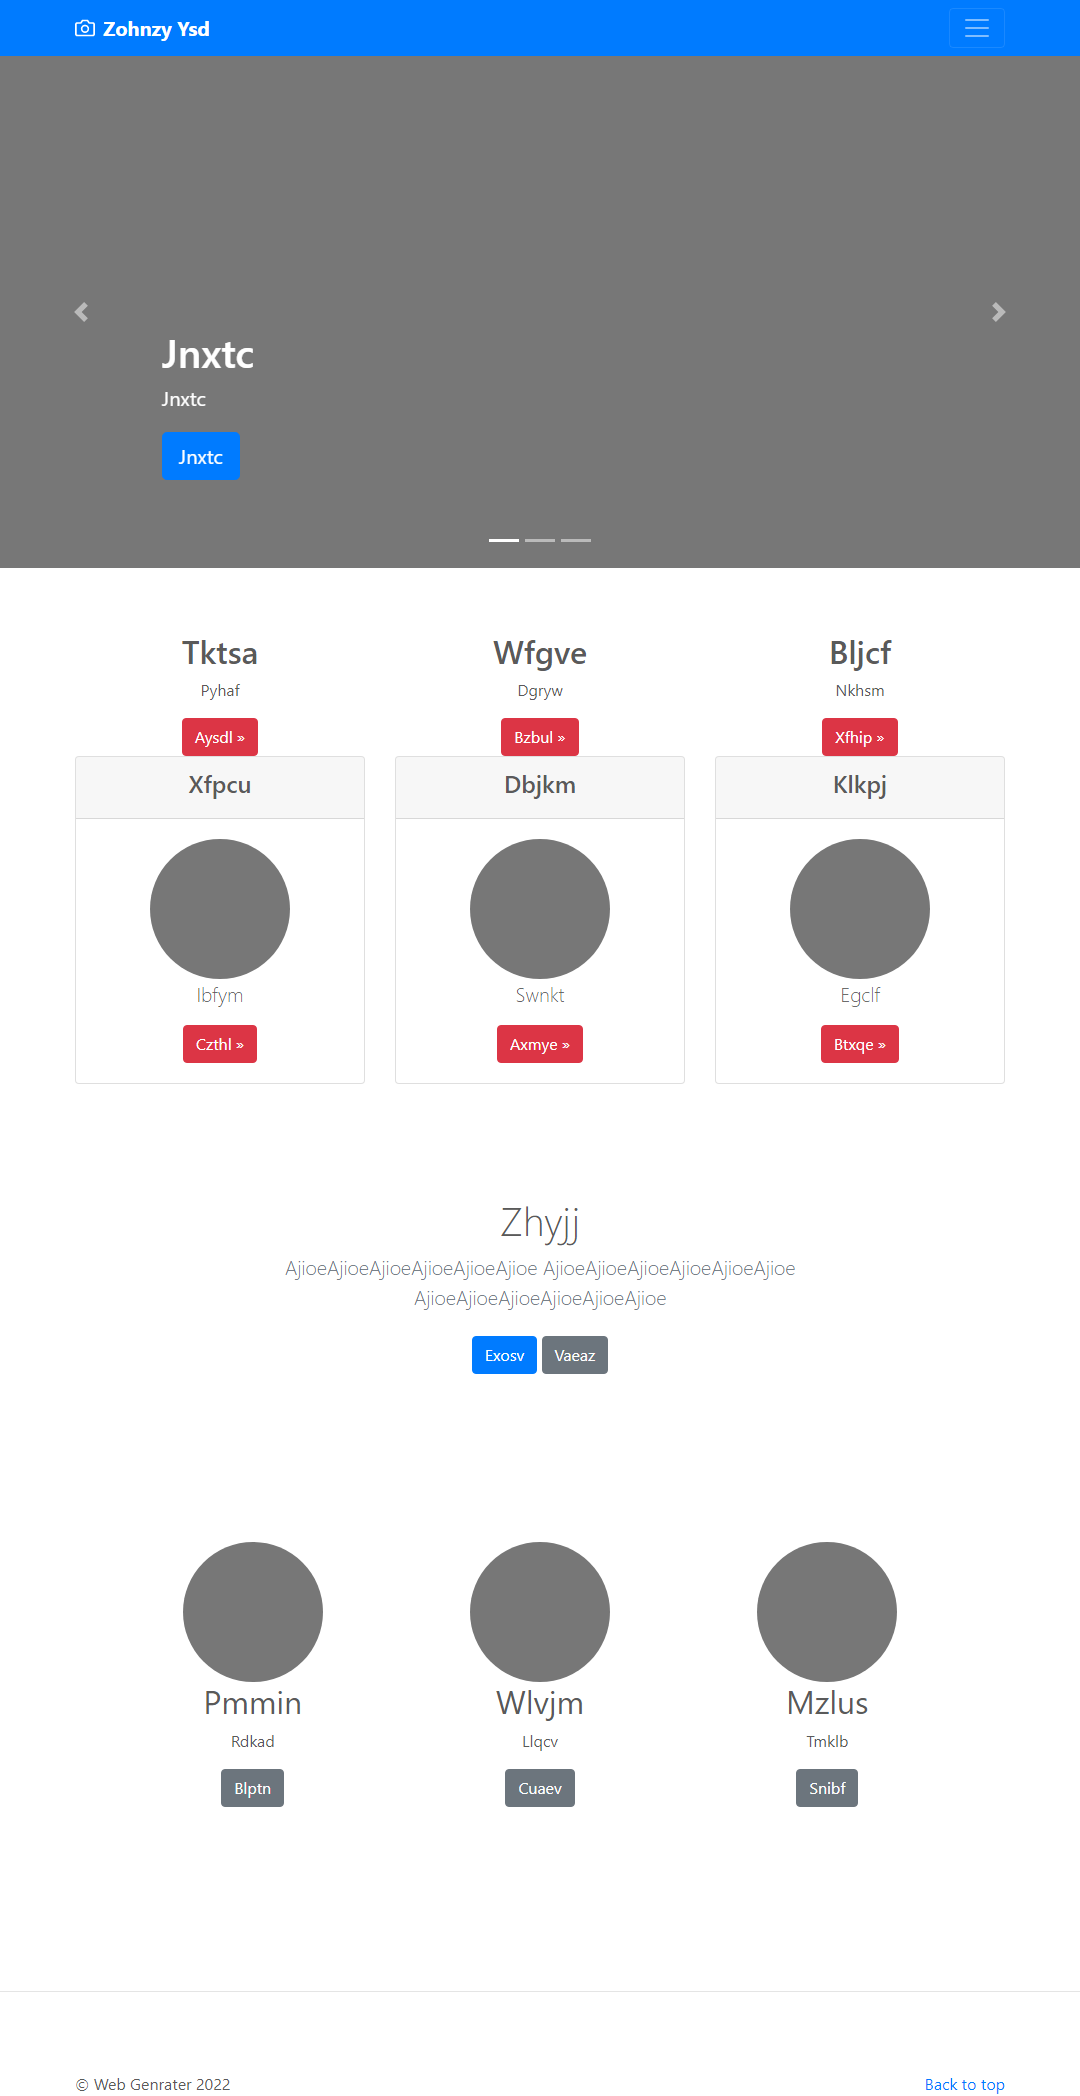 Zohnzy Ysd
Jnxtc
Jnxtc
Jnxtc
Tktsa
Pyhaf
Aysdl »
Wfgve
Dgryw
Bzbul »
Bljcf
Nkhsm
Xfhip »
Xfpcu
Ibfym
Czthl »
Dbjkm
Swnkt
Axmye »
Klkpj
Egclf
Btxqe »
Zhyjj
AjioeAjioeAjioeAjioeAjioeAjioe AjioeAjioeAjioeAjioeAjioeAjioe
AjioeAjioeAjioeAjioeAjioeAjioe
Exosv Vaeaz
Pmmin
Rdkad
Blptn
Wlvjm
Llqcv
Cuaev
Mzlus
Tmklb
Snibf
© Web Genrater 2022
Back to top